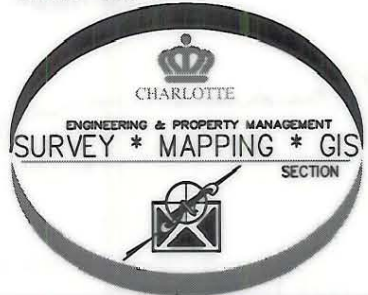 CHARLOTTE
ENGINEERING & PROPERTY MANAGEMENT
SURVEY * MAPPING * GIS
SECTION